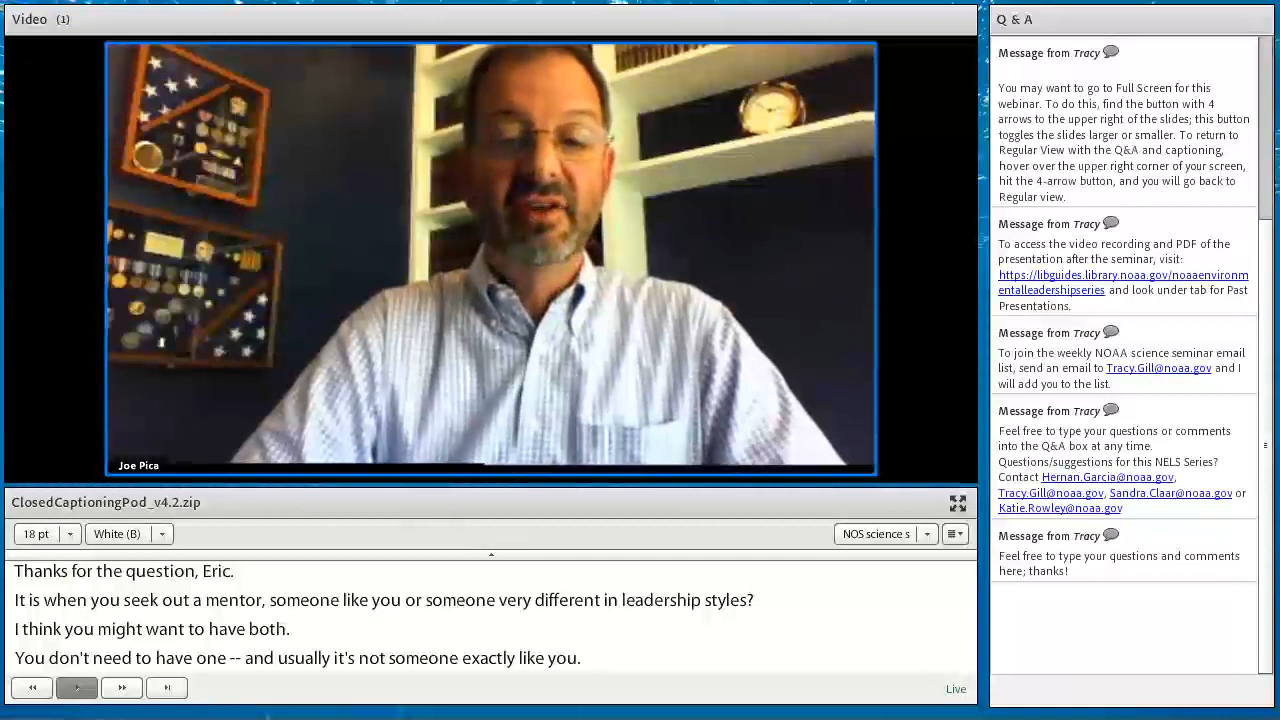 Video (1)
Joe Pica
ClosedCaptioningPod_v4.2.zip
18 pt
White (B)
NOS science s
Thanks for the question, Eric.
It is when you seek out a mentor, someone like you or someone very different in leadership styles?
I think you might want to have both.
You don't need to have one -- and usually it's not someone exactly like you.
Live
Q & A
Message from Tracy
You may want to go to Full Screen for this
webinar. To do this, find the button with 4
arrows to the upper right of the slides; this button
toggles the slides larger or smaller. To return to
Regular View with the Q&A and captioning,
hover over the upper right corner of your screen,
hit the 4-arrow button, and you will go back to
Regular view.
Message from Tracy
To access the video recording and PDF of the
presentation after the seminar, visit:
https://libguides.library.noaa.gov/noaaenvironm
entalleadershipseries and look under tab for Past
Presentations.
Message from Tracy
To join the weekly NOAA science seminar email
list, send an email to Tracy.Gill@noaa.gov and I
will add you to the list.
Message from Tracy
Feel free to type your questions or comments
into the Q&A box at any time.
Questions/suggestions for this NELS Series?
Contact Hernan.Garcia@noaa.gov,
Tracy.Gill@noaa.gov, Sandra.Claar@noaa.gov or
Katie.Rowley@noaa.gov
Message from Tracy
Feel free to type your questions and comments
here; thanks!